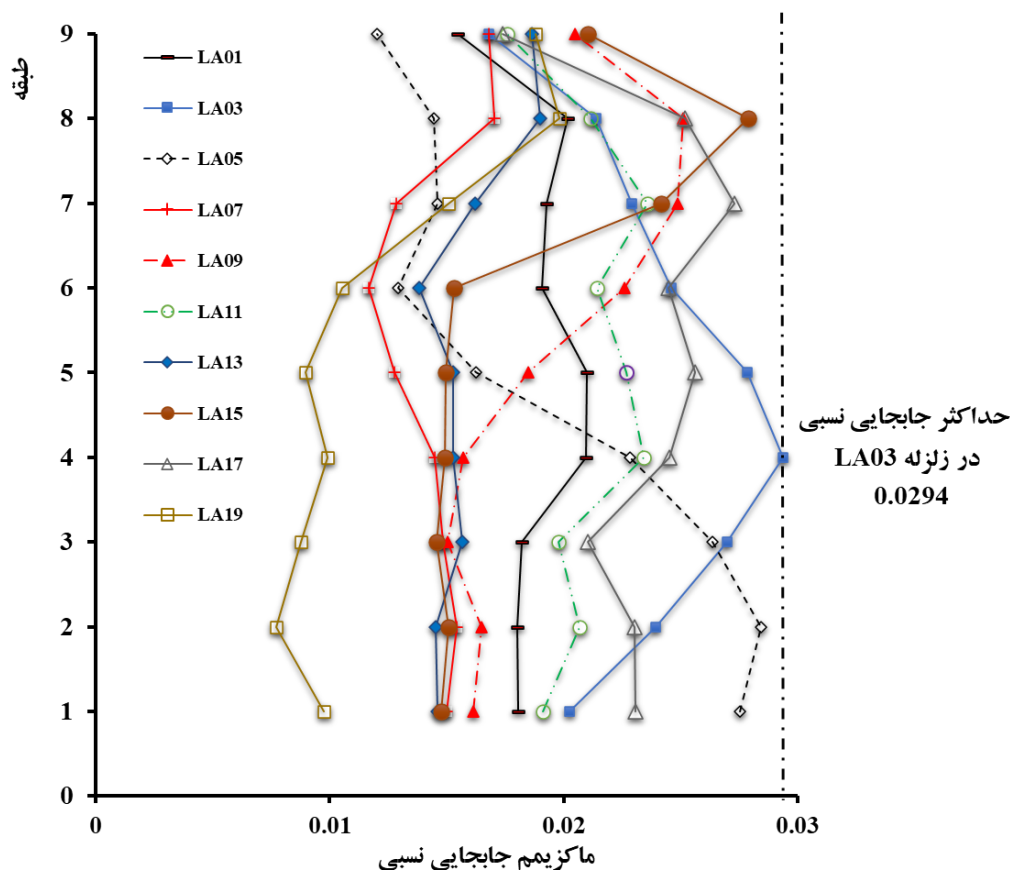 9
8
7
6
5
4
3
2
1
0
طبقه
LA01
LA03
LA05
LA07
LA09
LA11
LA13
LA15
LA17
LA19
حداکثر جابجایی نسبی
در زلزله LA03
0.0294
0
0.01
0.02
0.03
ماکزیمم جابجایی نسبی